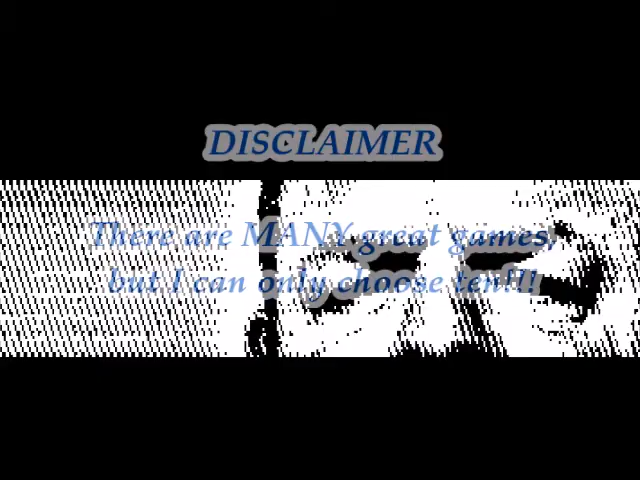 DISCLAIMER
There are MANY great games,
but I can only choose ten!!!